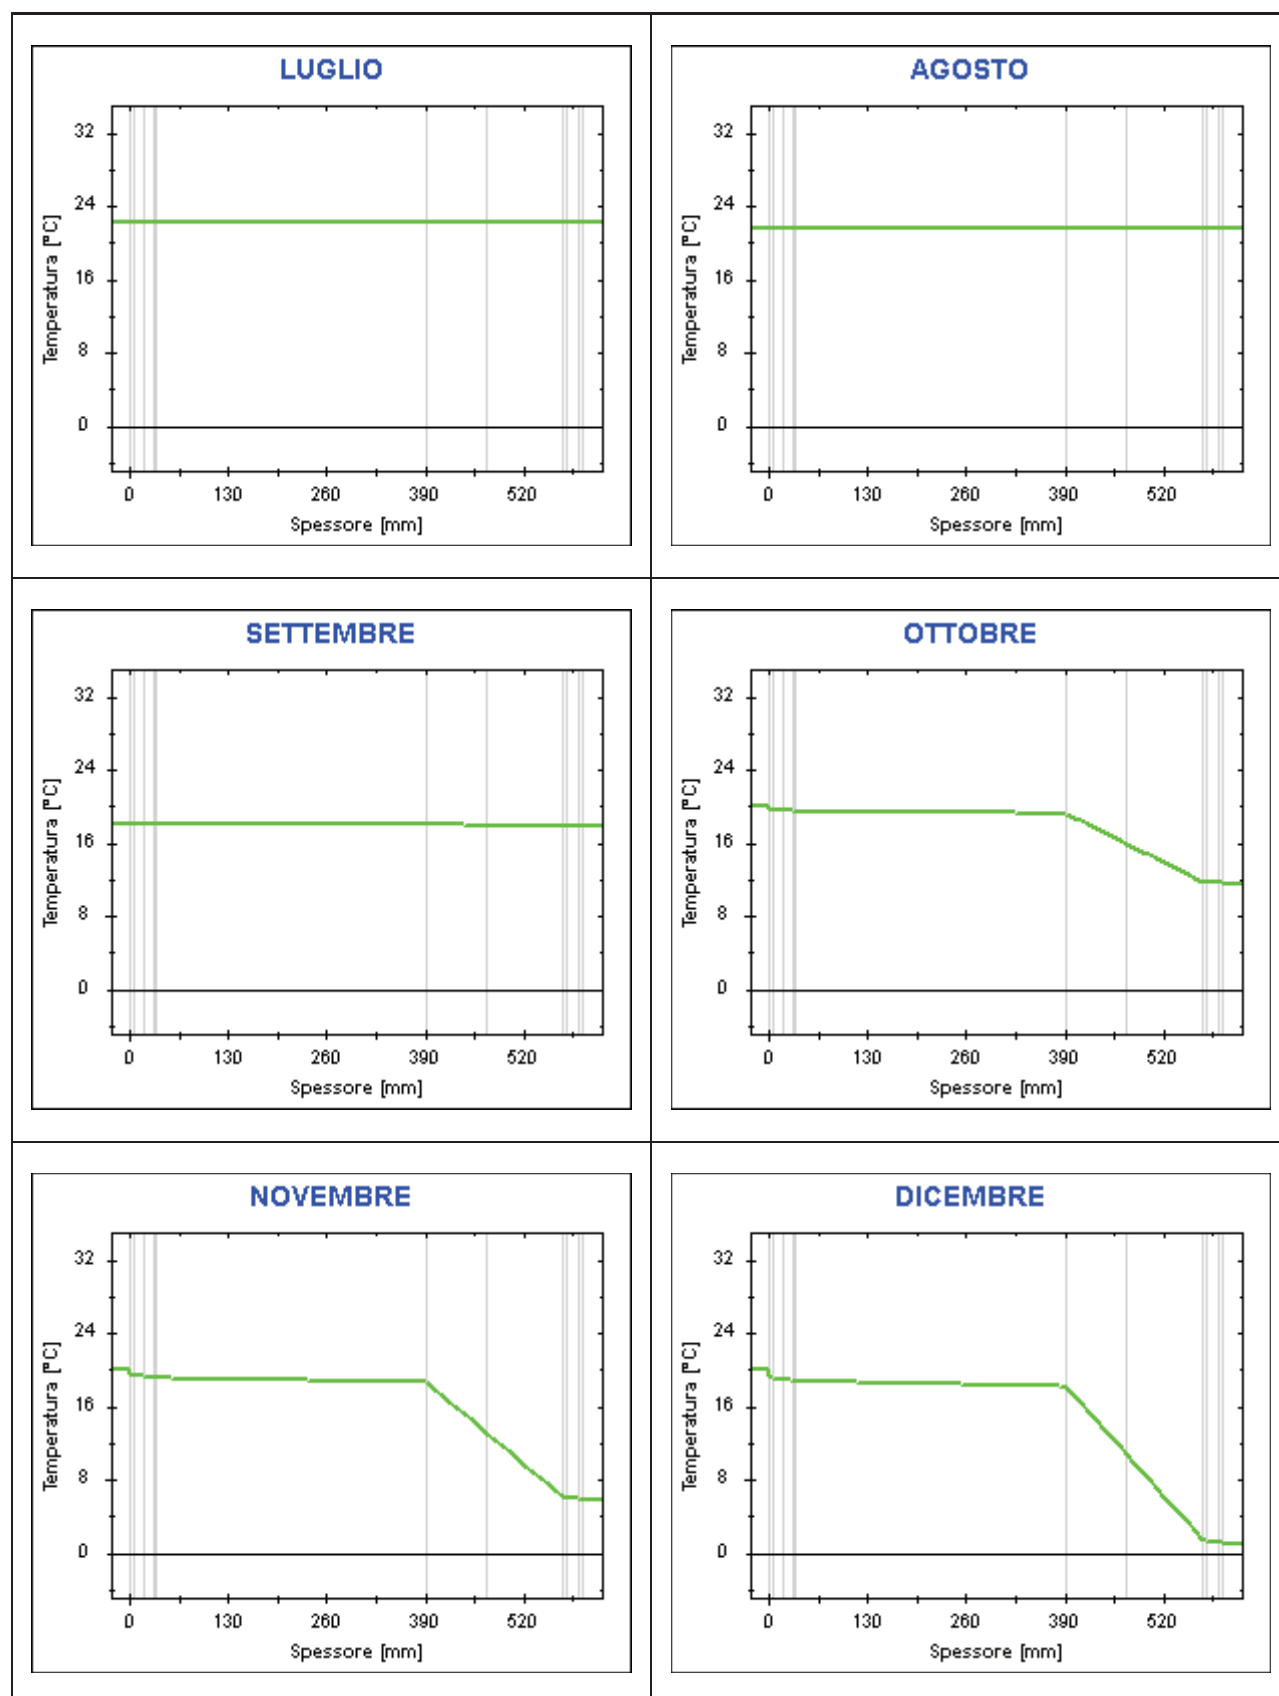 LUGLIO
Temperatura [°C]
32
24
16
8
0
0 130 260 390 520
Spessore [mm]
AGOSTO
Temperatura [°C]
32
24
16
8
0
0 130 260 390 520
Spessore [mm]
SETTEMBRE
Temperatura [°C]
32
24
16
8
0
0 130 260 390 520
Spessore [mm]
OTTOBRE
Temperatura [°C]
32
24
16
8
0
0 130 260 390 520
Spessore [mm]
NOVEMBRE
Temperatura [°C]
32
24
16
8
0
0 130 260 390 520
Spessore [mm]
DICEMBRE
Temperatura [°C]
32
24
16
8
0
0 130 260 390 520
Spessore [mm]